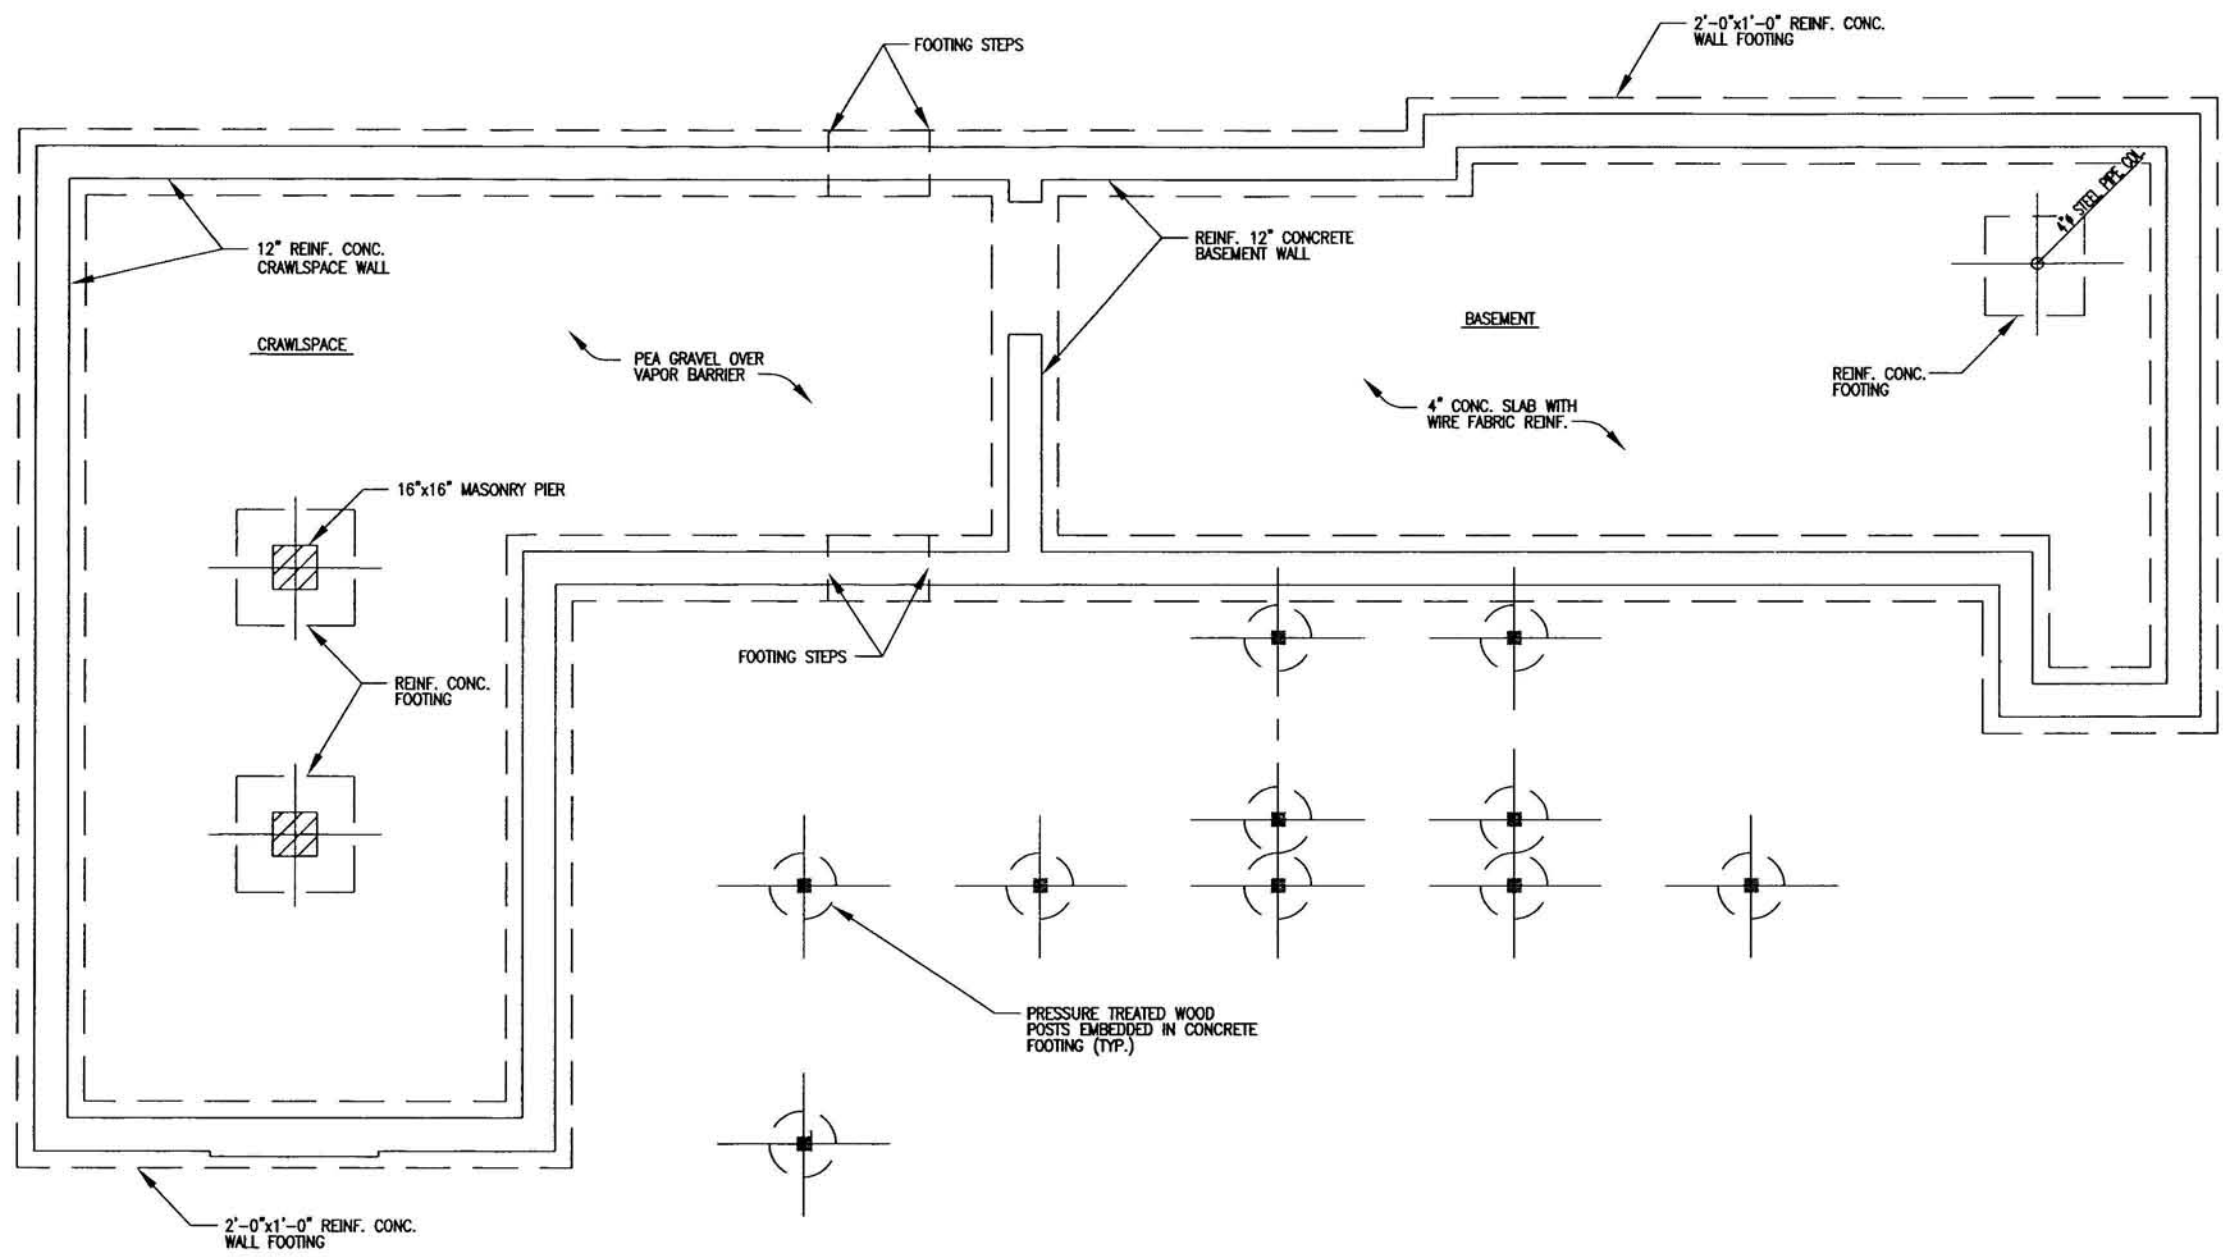 2'-0"x1'-0" REINF. CONC.
WALL FOOTING
FOOTING STEPS
4"ø STEEL PIPE COL.
12" REINF. CONC.
CRAWLSPACE WALL
REINF. 12" CONCRETE
BASEMENT WALL
BASEMENT
CRAWLSPACE
PEA GRAVEL OVER
VAPOR BARRIER
REINF. CONC.
FOOTING
4" CONC. SLAB WITH
WIRE FABRIC REINF.
16"x16" MASONRY PIER
FOOTING STEPS
REINF. CONC.
FOOTING
PRESSURE TREATED WOOD
POSTS EMBEDDED IN CONCRETE
FOOTING (TYP.)
2'-0"x1'-0" REINF. CONC.
WALL FOOTING